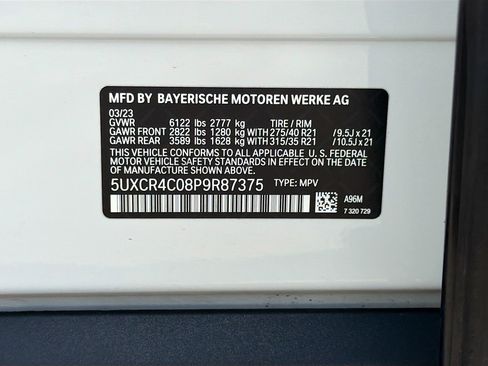 MFD BY BAYERISCHE MOTOREN WERKE AG
03/23
GVWR 6122 lbs 2777 kg TIRE / RIM
GAWR FRONT 2822 lbs 1280 kg WITH 275/40 R21 / 9.5J x 21
GAWR REAR 3589 lbs 1628 kg WITH 315/35 R21 / 10.5J x 21
THIS VEHICLE CONFORMS TO ALL APPLICABLE U.S. FEDERAL
MOTOR VEHICLE SAFETY AND THEFT PREVENTION STANDARDS
IN EFFECT ON THE DATE OF MANUFACTURE SHOWN ABOVE.
5UXCR4C08P9R87375 TYPE: MPV
A96M
7 320 729